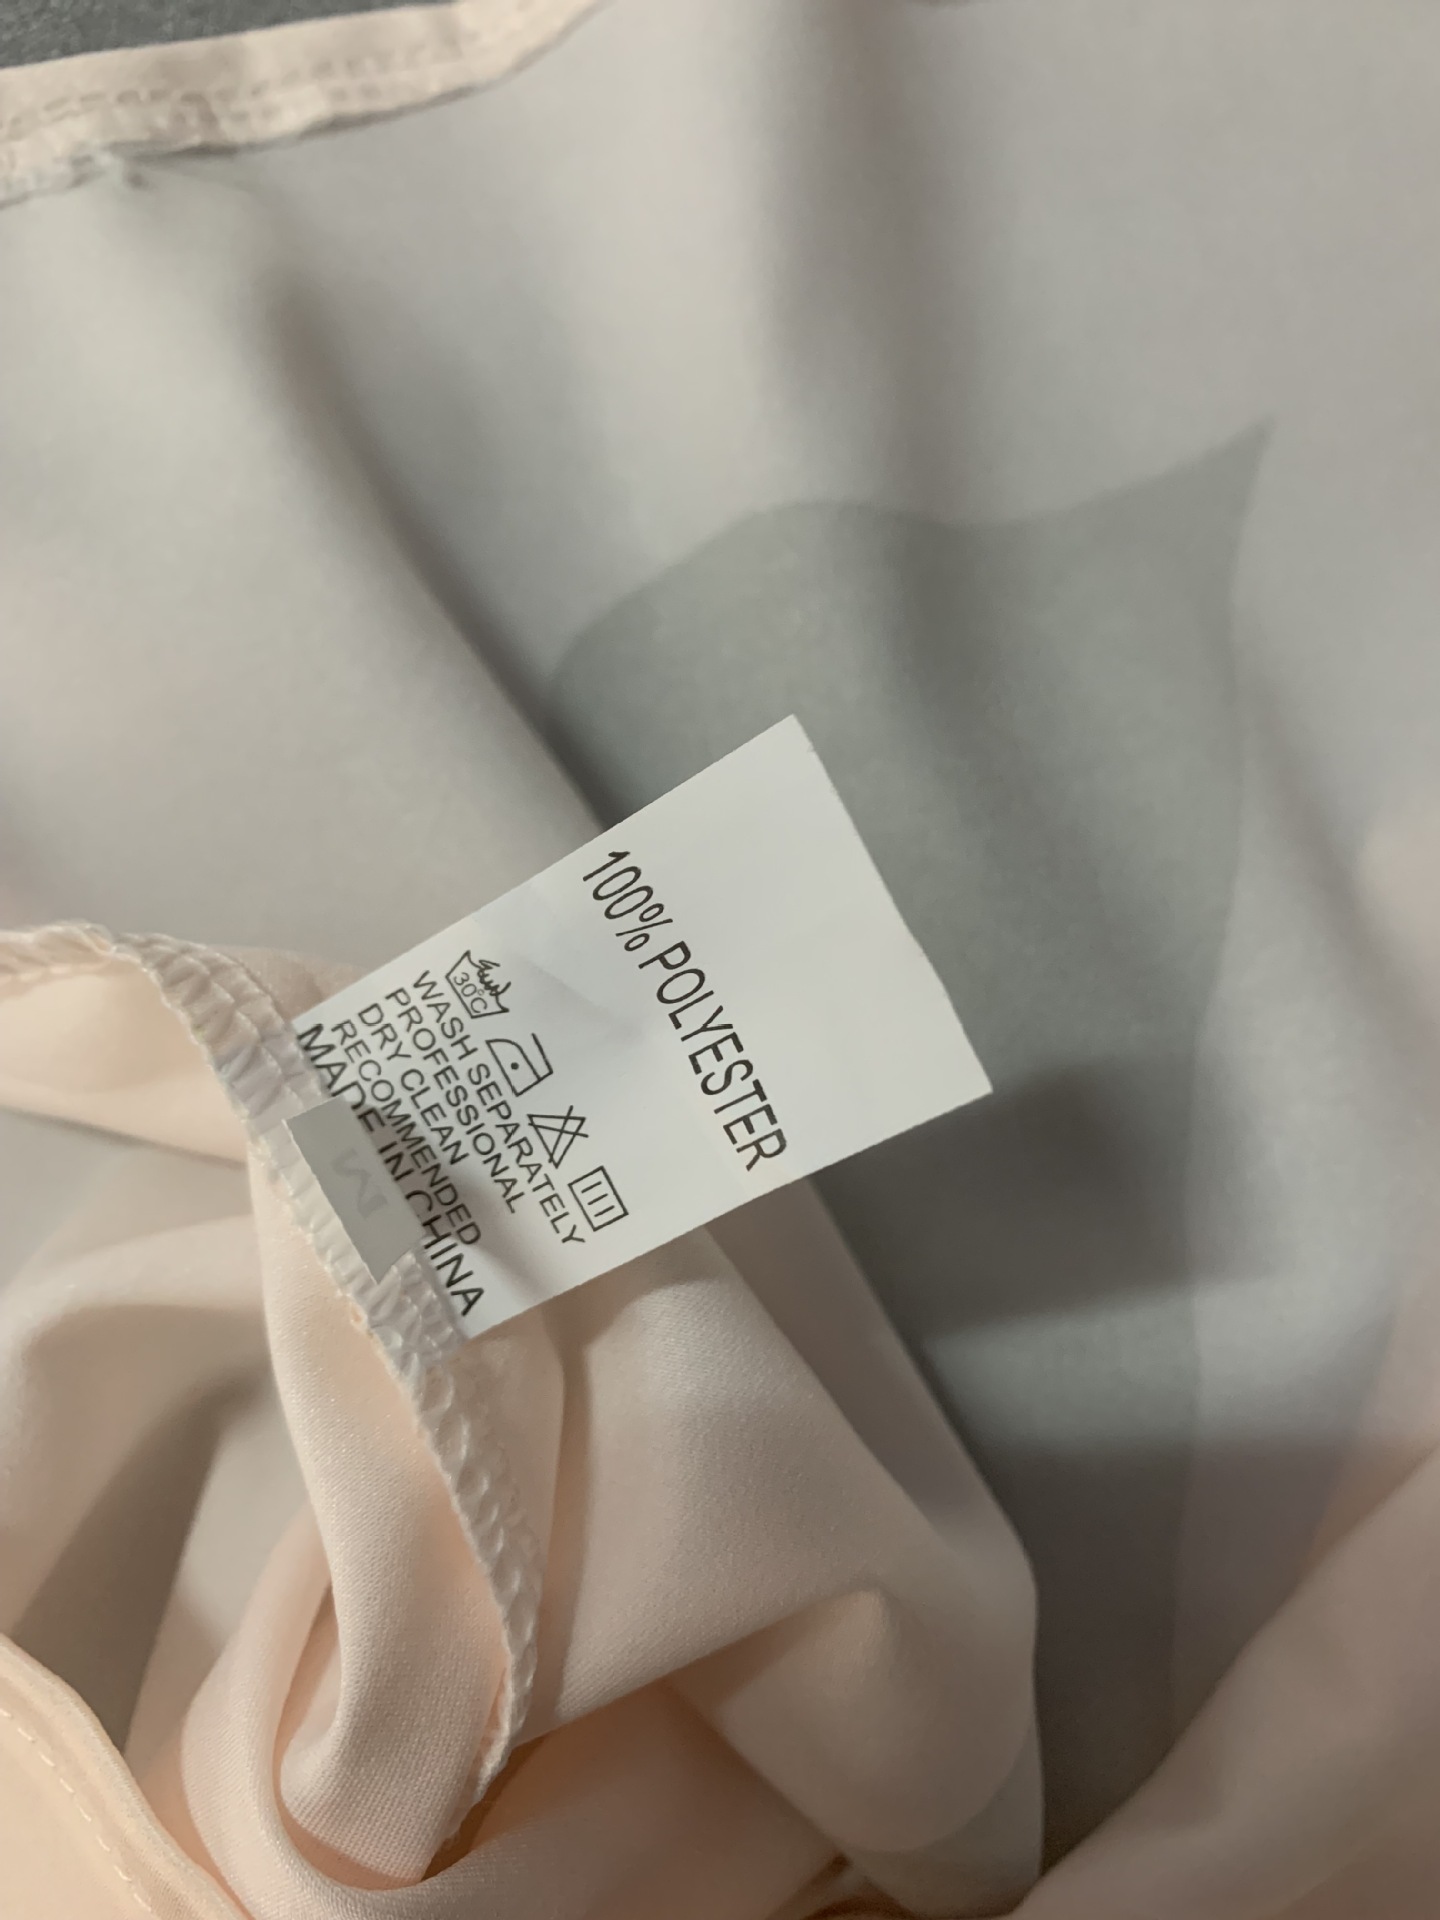 100% POLYESTER
30°C
WASH SEPARATELY
PROFESSIONAL
DRY CLEAN
RECOMMENDED
MADE IN CHINA
M